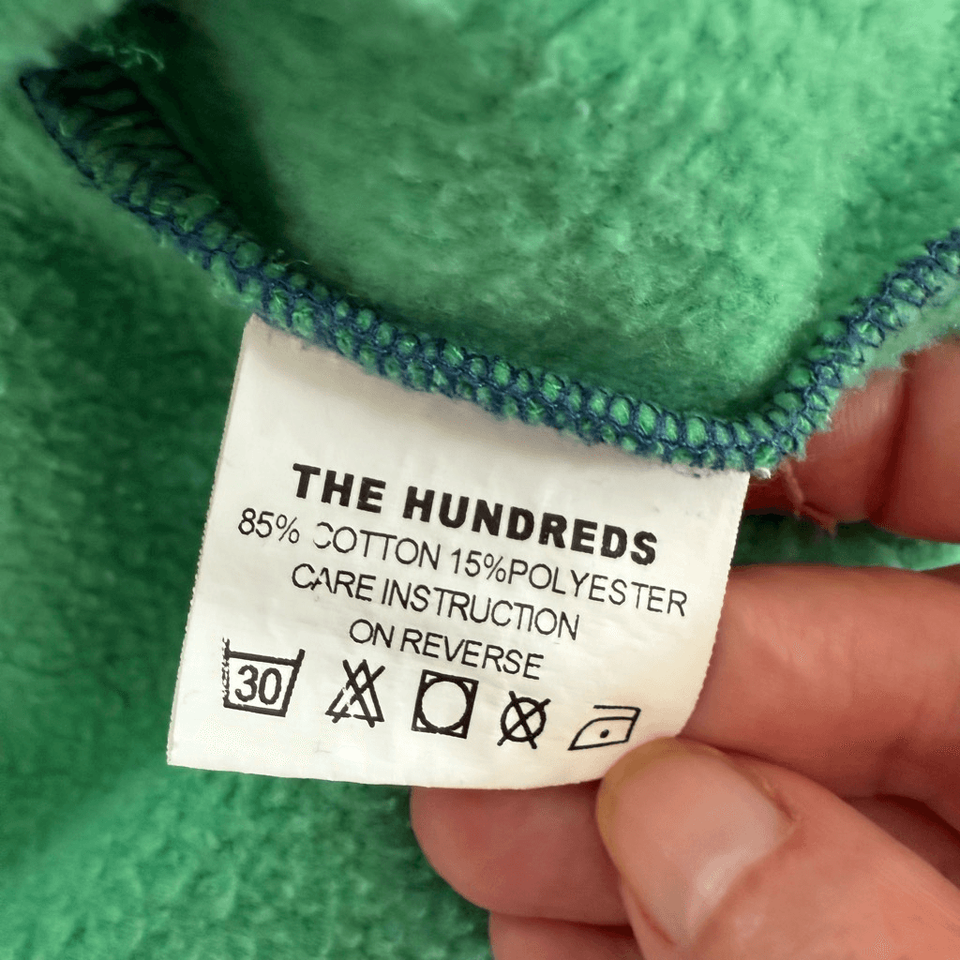 THE HUNDREDS
85% COTTON 15%POLYESTER
CARE INSTRUCTION
ON REVERSE
30